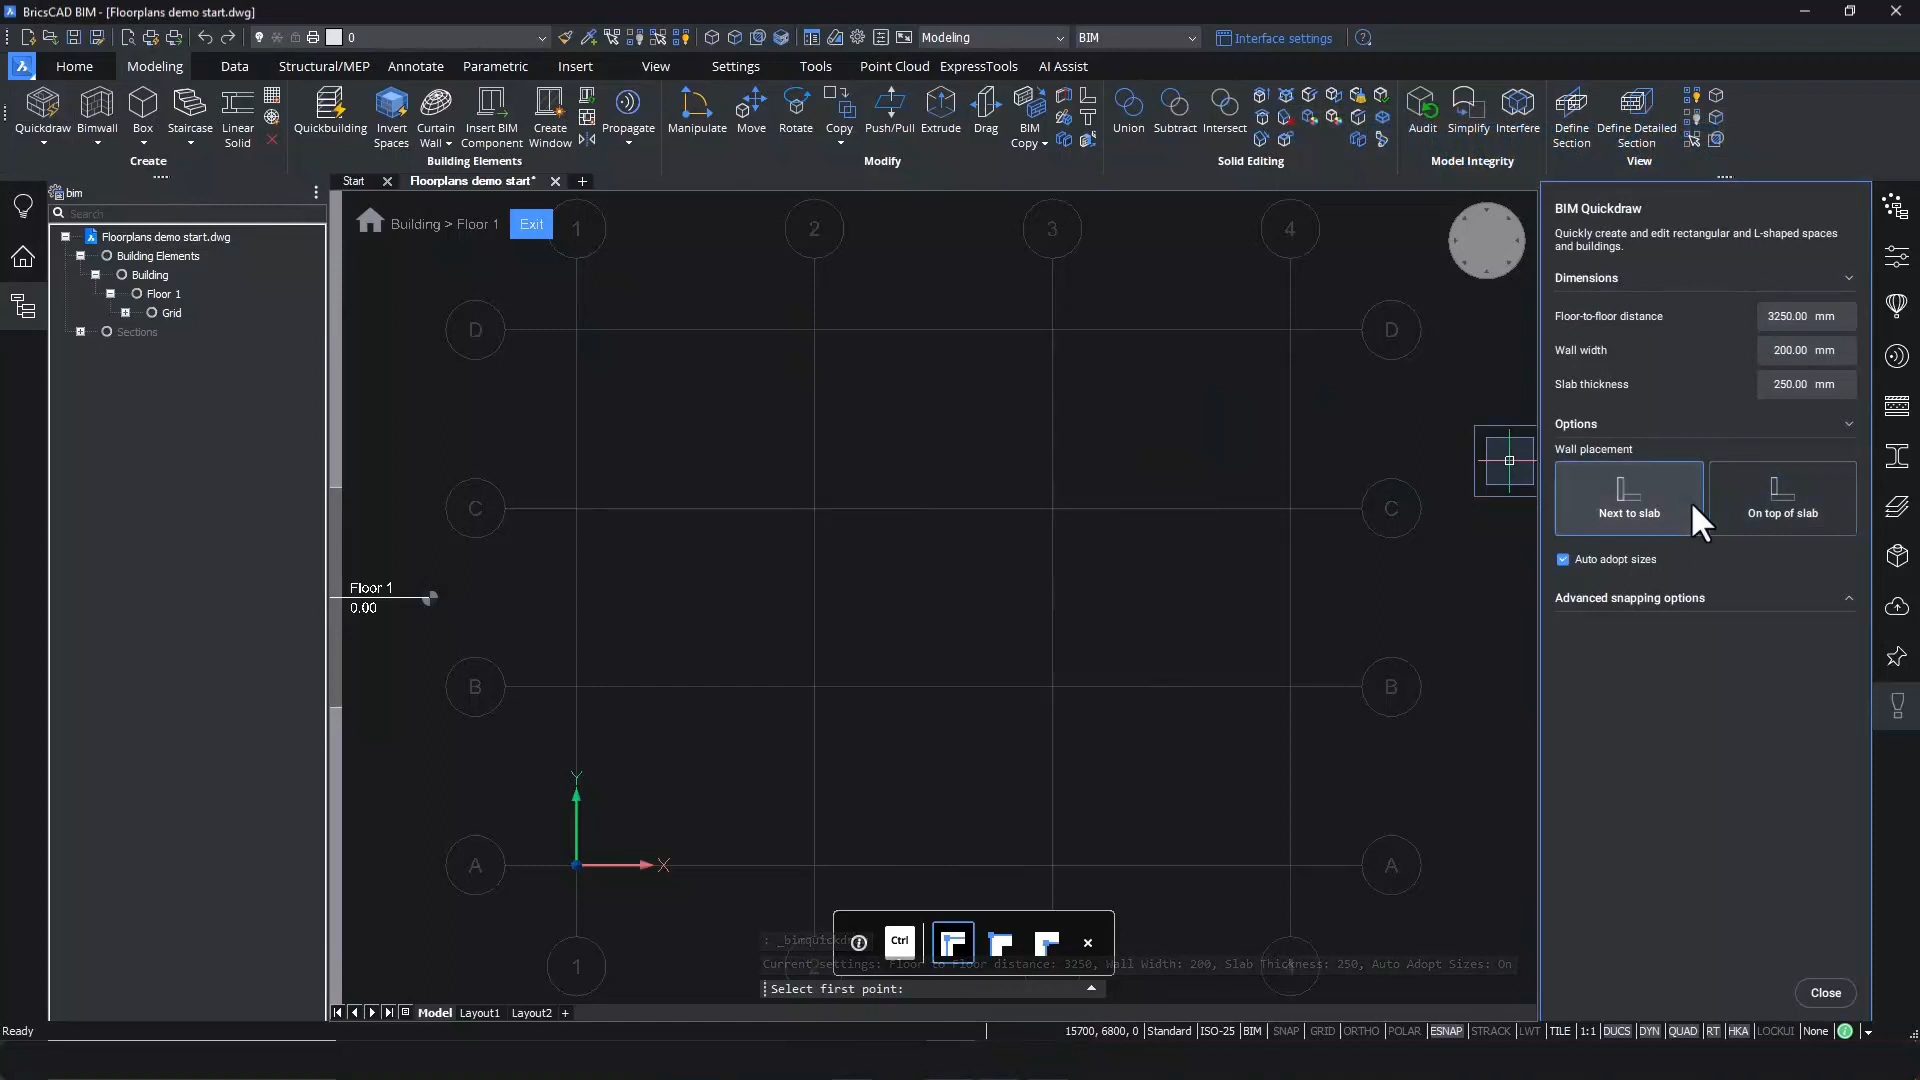 BricsCAD BIM - [Floorplans demo start.dwg]
0
Modeling
BIM
Interface settings
Home
Modeling
Data
Structural/MEP
Annotate
Parametric
Insert
View
Settings
Tools
Point Cloud
ExpressTools
AI Assist
Quickdraw
Bimwall
Box
Staircase
Linear
Solid
Quickbuilding
Invert
Spaces
Curtain
Wall
Insert BIM
Component
Create
Window
Propagate
Manipulate
Move
Rotate
Copy
Push/Pull
Extrude
Drag
BIM
Copy
Union
Subtract
Intersect
Audit
Simplify
Interfere
Define
Section
Define Detailed
Section
Create
Building Elements
Modify
Solid Editing
Model Integrity
View
Start
Floorplans demo start*
bim
Search
Floorplans demo start.dwg
Building Elements
Building
Floor 1
Grid
Sections
Building > Floor 1
Exit
1
2
3
4
D
D
C
C
B
B
A
A
Floor 1
0.00
Y
X
1
BIM Quickdraw
Quickly create and edit rectangular and L-shaped spaces
and buildings.
Dimensions
Floor-to-floor distance
3250.00 mm
Wall width
200.00 mm
Slab thickness
250.00 mm
Options
Wall placement
Next to slab
On top of slab
Auto adopt sizes
Advanced snapping options
Close
Ctrl
Current settings: Floor to Floor distance: 3250, Wall Width: 200, Slab Thickness: 250, Auto Adopt Sizes: On
Select first point:
Model
Layout1
Layout2
Ready
15700, 6800, 0
Standard
ISO-25
BIM
SNAP
GRID
ORTHO
POLAR
ESNAP
STRACK
LWT
TILE
1:1
DUCS
DYN
QUAD
RT
HKA
LOCKUI
None